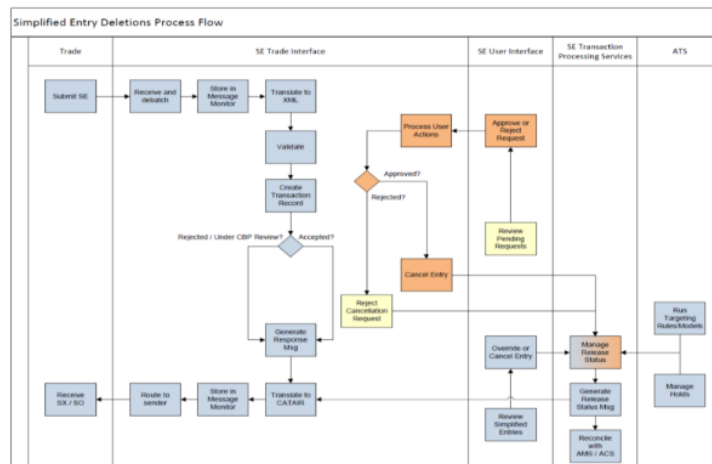 Simplified Entry Deletions Process Flow
Trade
SE Trade Interface
SE User Interface
SE Transaction
Processing Services
ATS
Submit SE
Receive and
debatch
Store in
Message
Monitor
Translate to
XML
Process User
Actions
Approve or
Reject
Request
Validate
Approved?
Rejected?
Create
Transaction
Record
Review
Pending
Requests
Rejected / Under CBP Review?
Accepted?
Cancel Entry
Reject
Cancellation
Request
Run
Targeting
Rules/Models
Generate
Response
Msg
Override or
Cancel Entry
Manage
Release
Status
Receive
SX / SO
Route to
sender
Store in
Message
Monitor
Translate to
CATAIR
Review
Simplified
Entries
Generate
Release
Status Msg
Manage
Holds
Reconcile
with
AMS / ACS